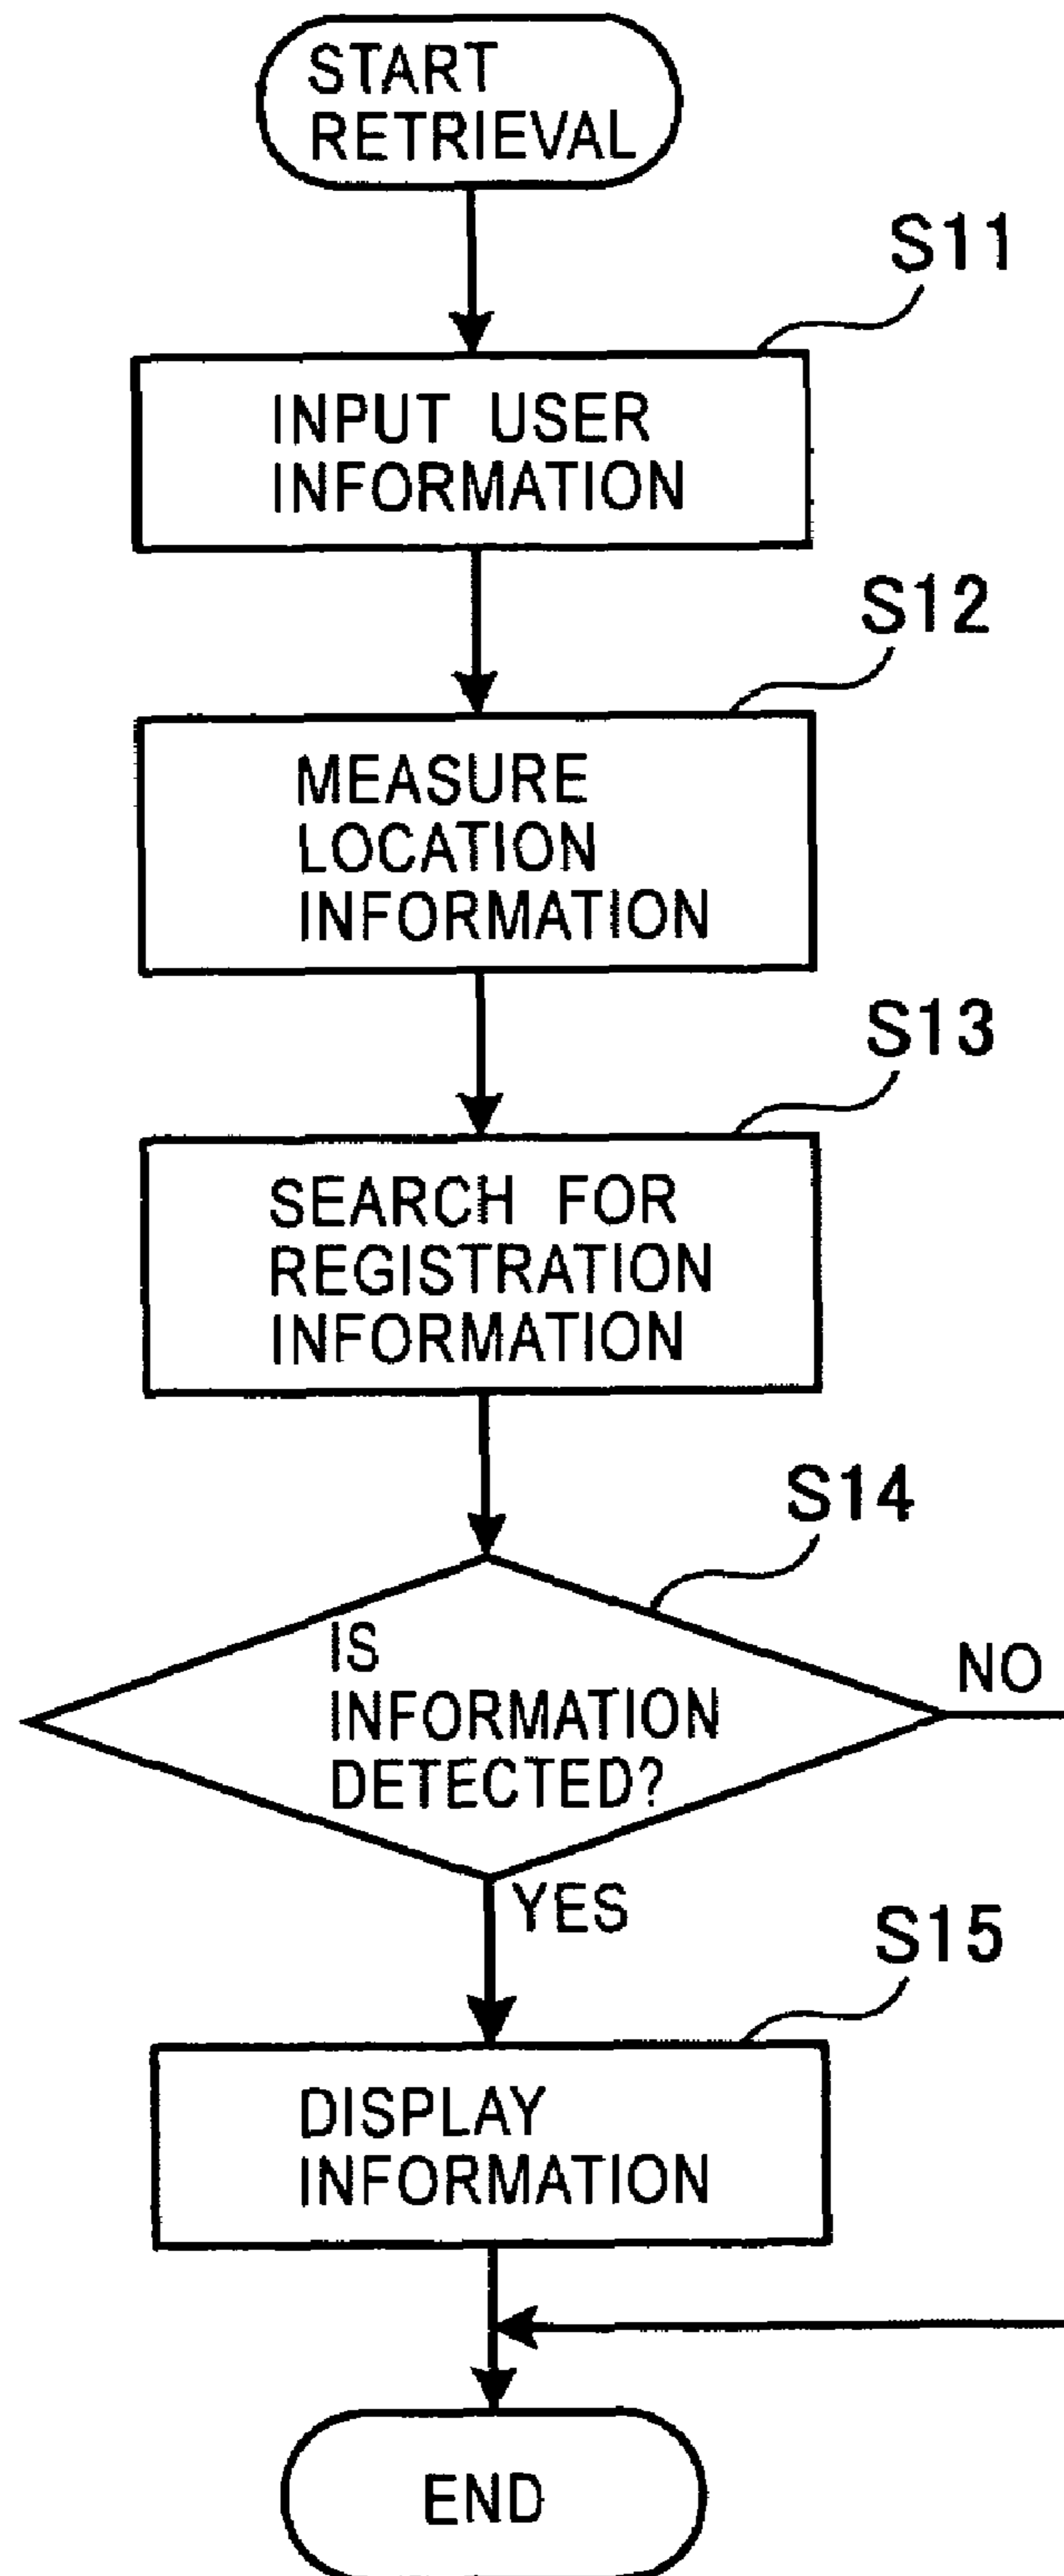 START
RETRIEVAL
S11
INPUT USER
INFORMATION
S12
MEASURE
LOCATION
INFORMATION
S13
SEARCH FOR
REGISTRATION
INFORMATION
S14
IS
INFORMATION
DETECTED?
NO
YES
S15
DISPLAY
INFORMATION
END